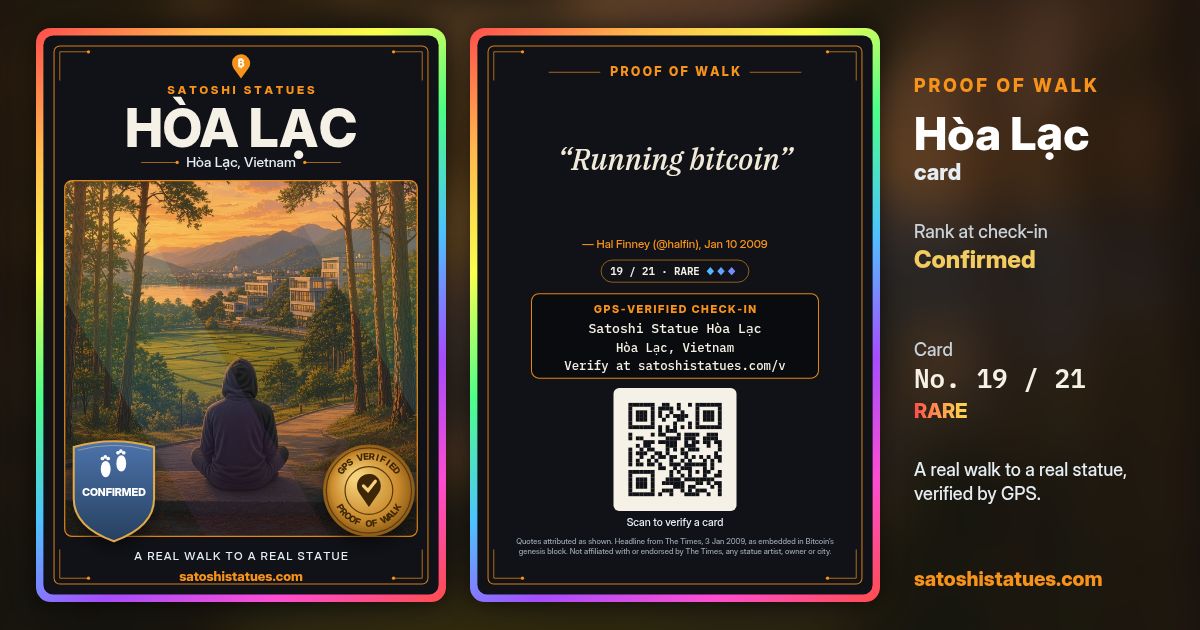 SATOSHI STATUES
HÒA LẠC
Hòa Lạc, Vietnam
CONFIRMED
GPS VERIFIED
PROOF OF WALK
A REAL WALK TO A REAL STATUE
satoshistatues.com
PROOF OF WALK
“Running bitcoin”
— Hal Finney (@halfin), Jan 10 2009
19 / 21 · RARE
GPS-VERIFIED CHECK-IN
Satoshi Statue Hòa Lạc
Hòa Lạc, Vietnam
Verify at satoshistatues.com/v
Scan to verify a card
Quotes attributed as shown. Headline from The Times, 3 Jan 2009, as embedded in Bitcoin's
genesis block. Not affiliated with or endorsed by The Times, any statue artist, owner or city.
PROOF OF WALK
Hòa Lạc
card
Rank at check-in
Confirmed
Card
No. 19 / 21
RARE
A real walk to a real statue,
verified by GPS.
satoshistatues.com